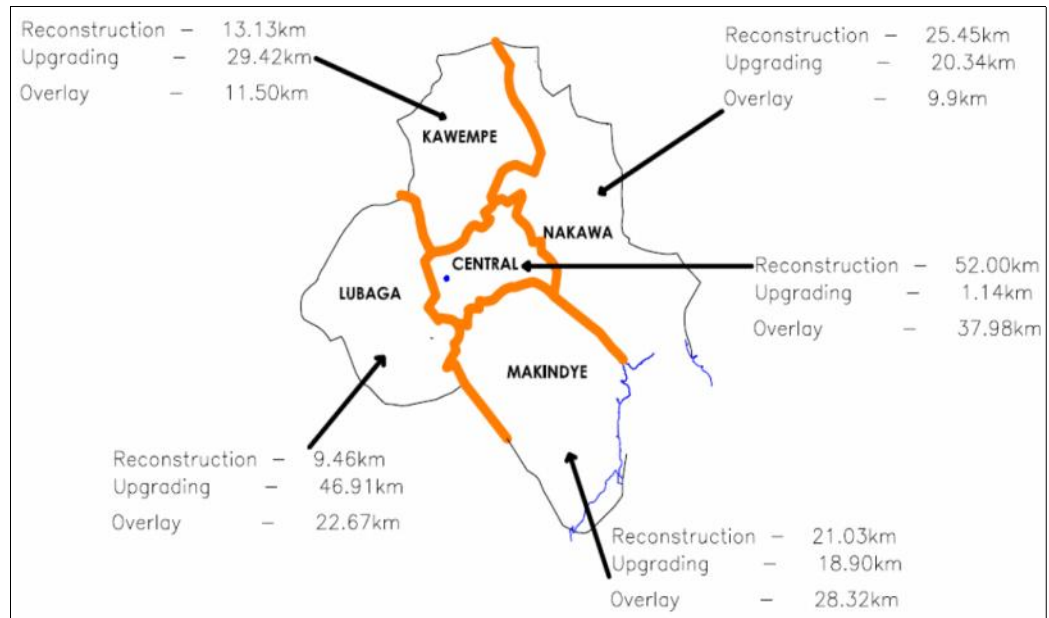 Reconstruction – 13.13km
Upgrading – 29.42km
Overlay – 11.50km
Reconstruction – 25.45km
Upgrading – 20.34km
Overlay – 9.9km
KAWEMPE
NAKAWA
CENTRAL
LUBAGA
MAKINDYE
Reconstruction – 52.00km
Upgrading – 1.14km
Overlay – 37.98km
Reconstruction – 9.46km
Upgrading – 46.91km
Overlay – 22.67km
Reconstruction – 21.03km
Upgrading – 18.90km
Overlay – 28.32km